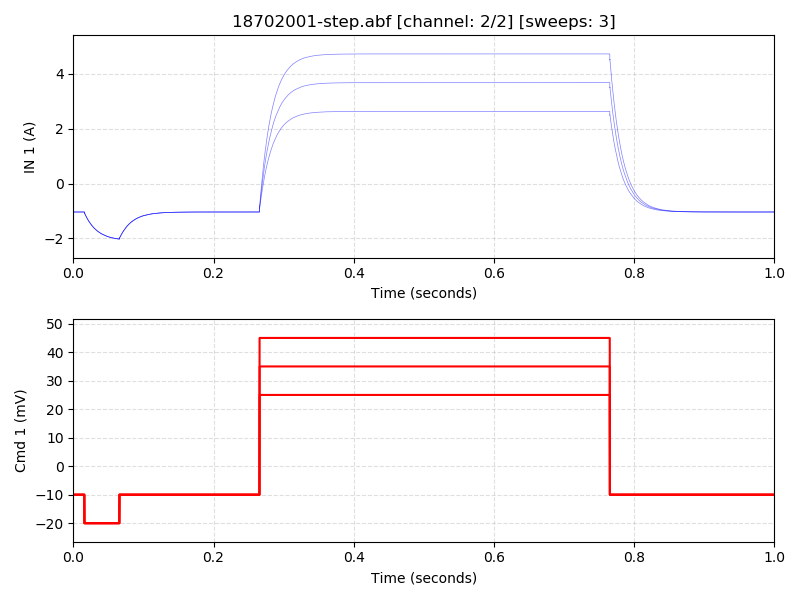 18702001-step.abf [channel: 2/2] [sweeps: 3]
IN 1 (A)
4
2
0
−2
0.0 0.2 0.4 0.6 0.8 1.0
Time (seconds)
Cmd 1 (mV)
50
40
30
20
10
0
−10
−20
0.0 0.2 0.4 0.6 0.8 1.0
Time (seconds)